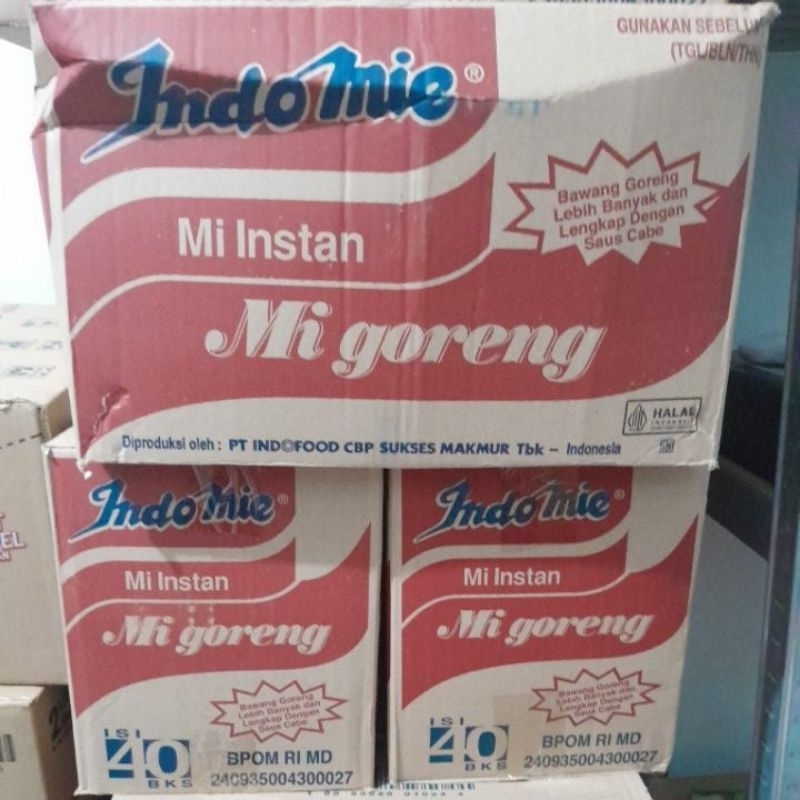 GUNAKAN SEBELUM
(TGL/BLN/THN)
Indomie®
Bawang Goreng
Lebih Banyak dan
Lengkap Dengan
Saus Cabe
Mi Instan
Mi goreng
HALAL
INDONESIA
Diproduksi oleh : PT INDOFOOD CBP SUKSES MAKMUR Tbk – Indonesia
SNI
Indomie®
Mi Instan
Mi goreng
Bawang Goreng
Lebih Banyak dan
Lengkap Dengan
Saus Cabe
ISI
40
BKS
BPOM RI MD
240935004300027
Indomie®
Mi Instan
Mi goreng
Bawang Goreng
Lebih Banyak dan
Lengkap Dengan
Saus Cabe
ISI
40
BKS
BPOM RI MD
240935004300027